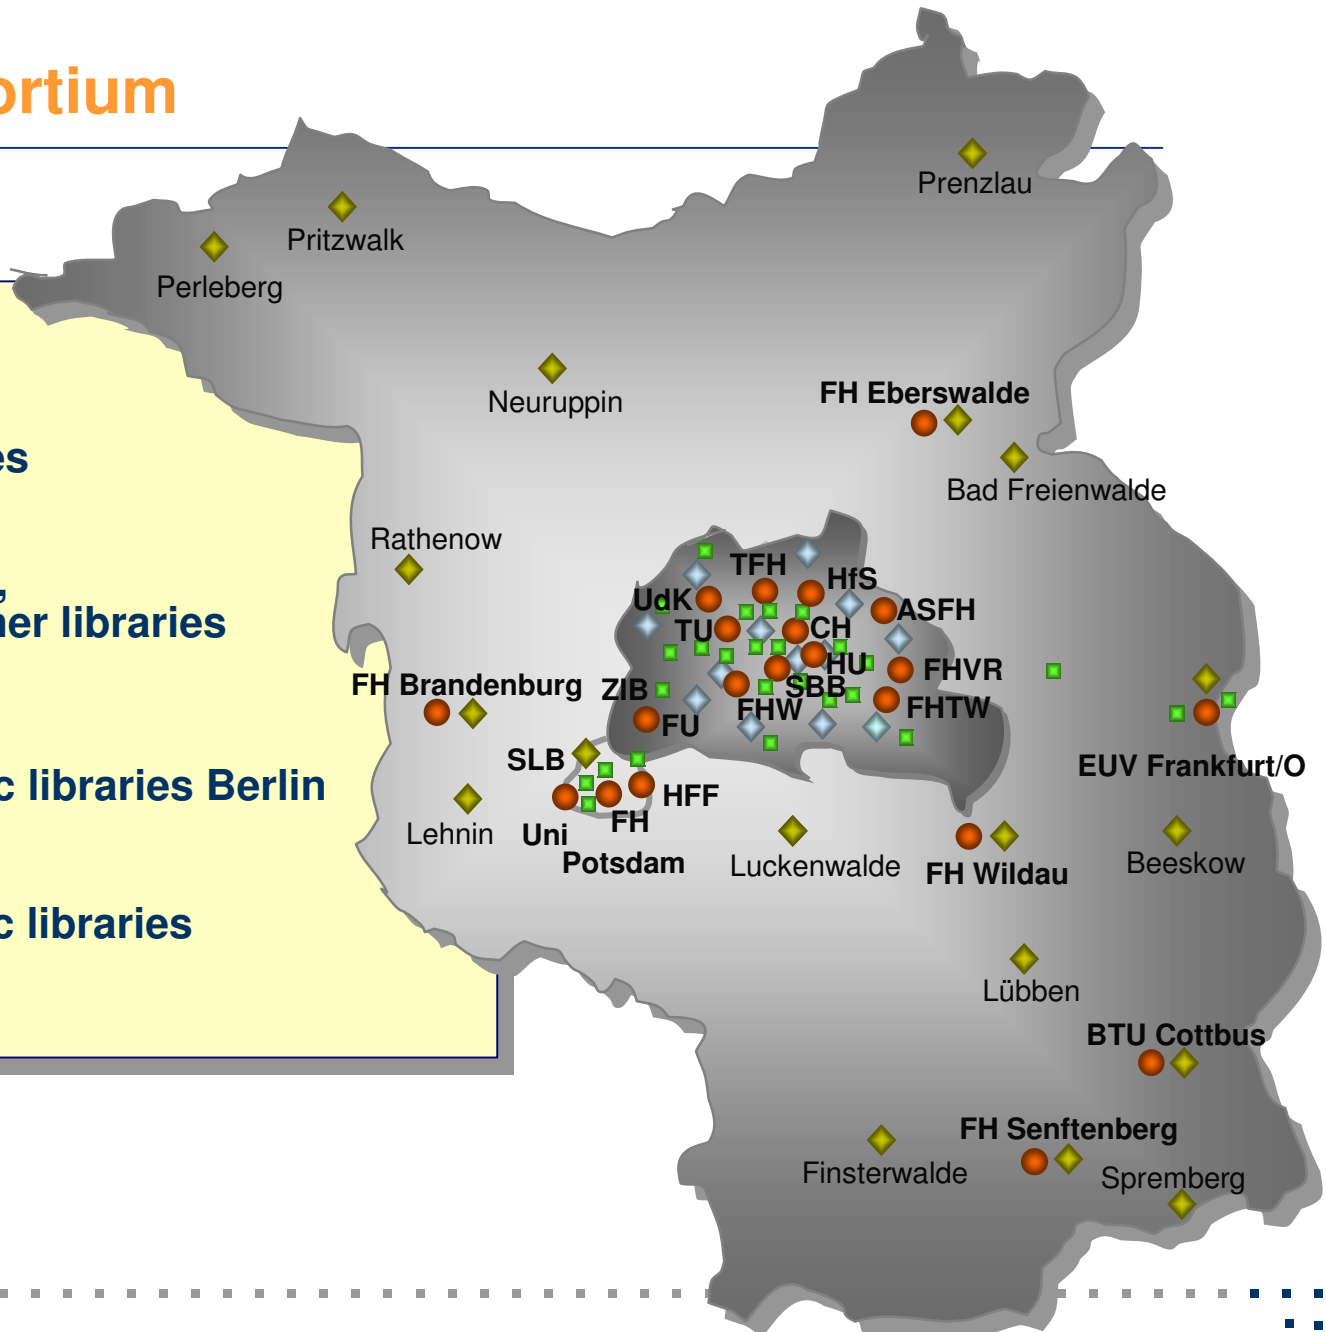 ortium
Prenzlau
Pritzwalk
Perleberg
Neuruppin
FH Eberswalde
es
Bad Freienwalde
Rathenow
TFH
HfS
,
UdK
ASFH
ner libraries
TU
CH
HU
FHVR
FH Brandenburg
ZIB
SBB
FHW
FHTW
FU
SLB
EUV Frankfurt/O
c libraries Berlin
HFF
FH
Lehnin
Uni
Potsdam
Luckenwalde
FH Wildau
Beeskow
c libraries
Lübben
BTU Cottbus
FH Senftenberg
Finsterwalde
Spremberg